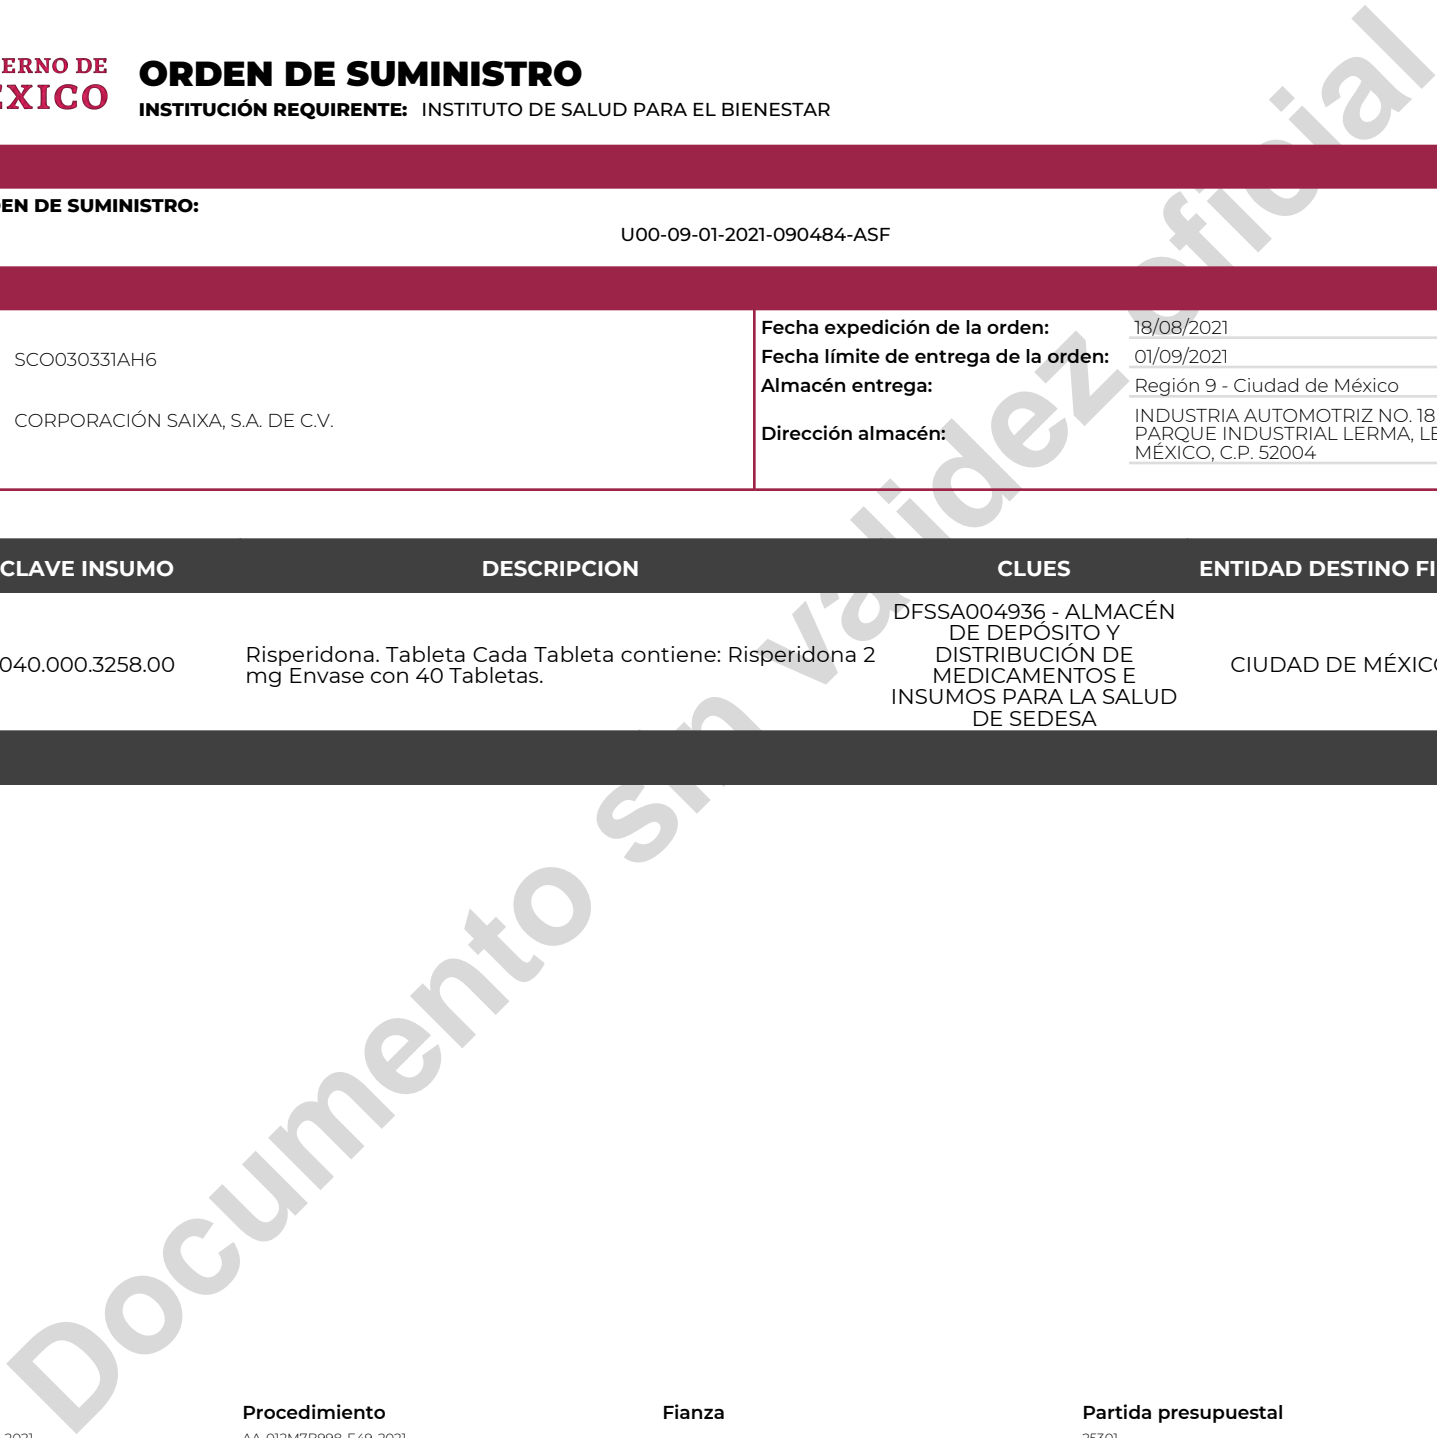 ERNO DE
ÉXICO
ORDEN DE SUMINISTRO
INSTITUCIÓN REQUIRENTE: INSTITUTO DE SALUD PARA EL BIENESTAR
EN DE SUMINISTRO:
U00-09-01-2021-090484-ASF
SCO030331AH6
CORPORACIÓN SAIXA, S.A. DE C.V.
Fecha expedición de la orden: 18/08/2021
Fecha límite de entrega de la orden: 01/09/2021
Almacén entrega: Región 9 - Ciudad de México
Dirección almacén:
INDUSTRIA AUTOMOTRIZ NO. 18
PARQUE INDUSTRIAL LERMA, LE
MÉXICO, C.P. 52004
CLAVE INSUMO DESCRIPCION CLUES ENTIDAD DESTINO FI
040.000.3258.00
Risperidona. Tableta Cada Tableta contiene: Risperidona 2
mg Envase con 40 Tabletas.
DFSSA004936 - ALMACÉN
DE DEPÓSITO Y
DISTRIBUCIÓN DE
MEDICAMENTOS E
INSUMOS PARA LA SALUD
DE SEDESA
CIUDAD DE MÉXICO
Documento sin validez oficial
Procedimiento Fianza Partida presupuestal